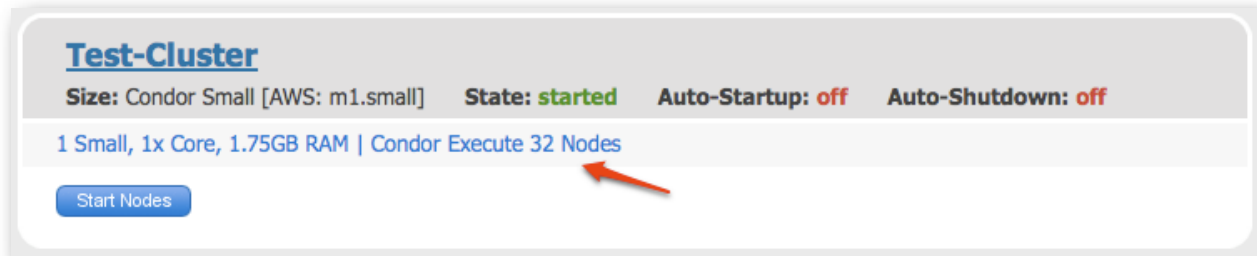 Test-Cluster
Size: Condor Small [AWS: m1.small] State: started Auto-Startup: off Auto-Shutdown: off
1 Small, 1x Core, 1.75GB RAM | Condor Execute 32 Nodes
Start Nodes